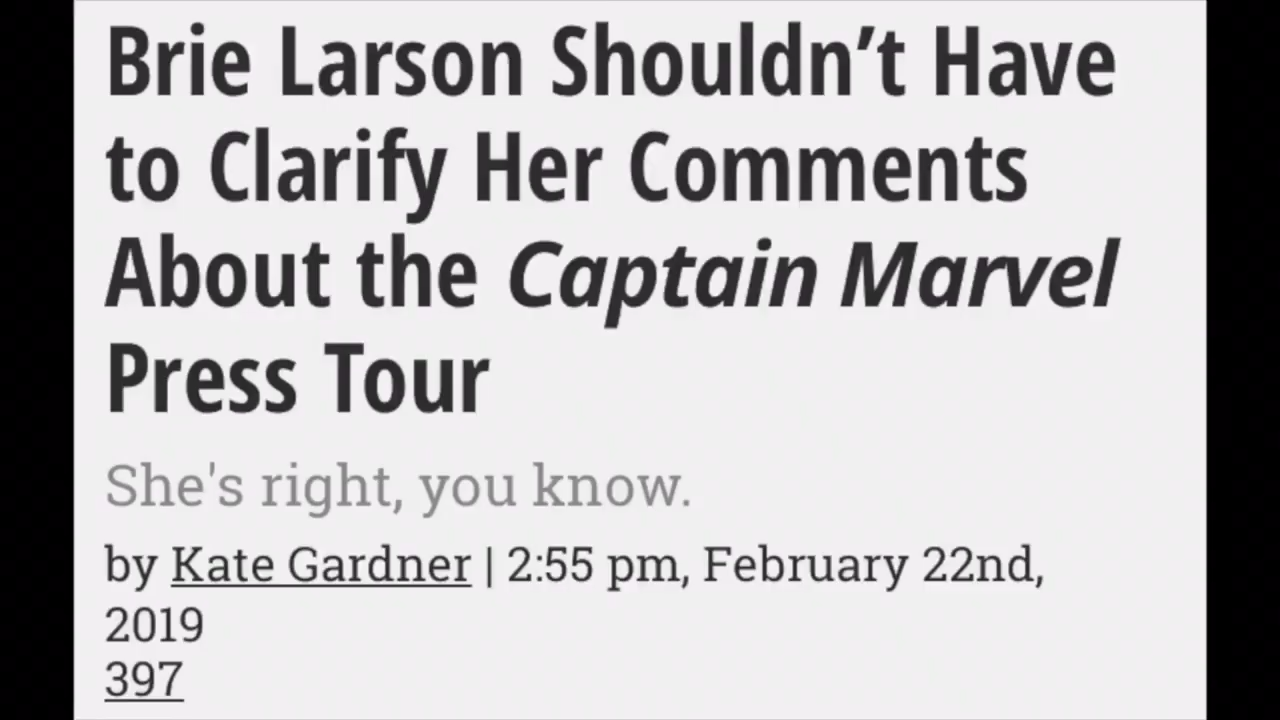 Brie Larson Shouldn’t Have
to Clarify Her Comments
About the Captain Marvel
Press Tour
She's right, you know.
by Kate Gardner | 2:55 pm, February 22nd,
2019
397